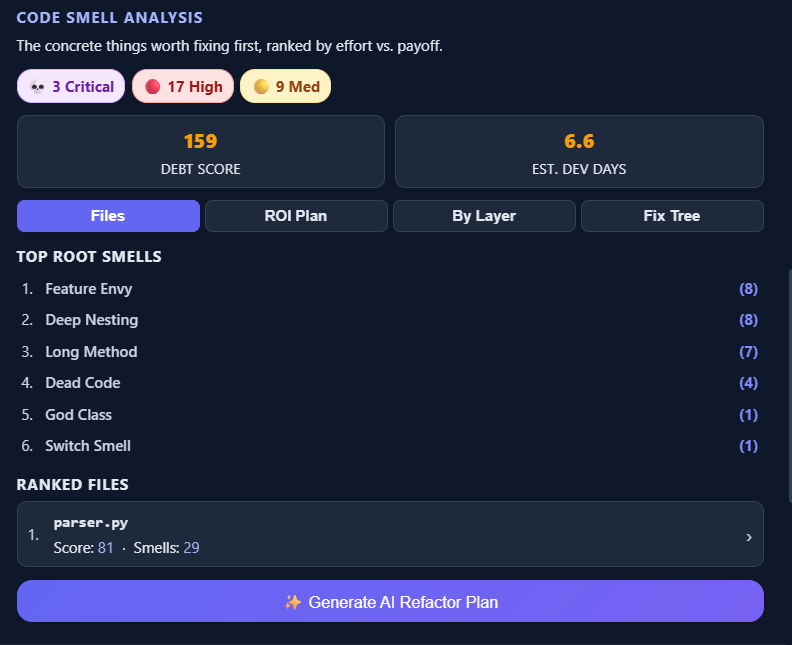 CODE SMELL ANALYSIS
The concrete things worth fixing first, ranked by effort vs. payoff.
3 Critical 17 High 9 Med
159 6.6
DEBT SCORE EST. DEV DAYS
Files ROI Plan By Layer Fix Tree
TOP ROOT SMELLS
1. Feature Envy (8)
2. Deep Nesting (8)
3. Long Method (7)
4. Dead Code (4)
5. God Class (1)
6. Switch Smell (1)
RANKED FILES
1. parser.py
Score: 81 · Smells: 29 ›
✨ Generate AI Refactor Plan